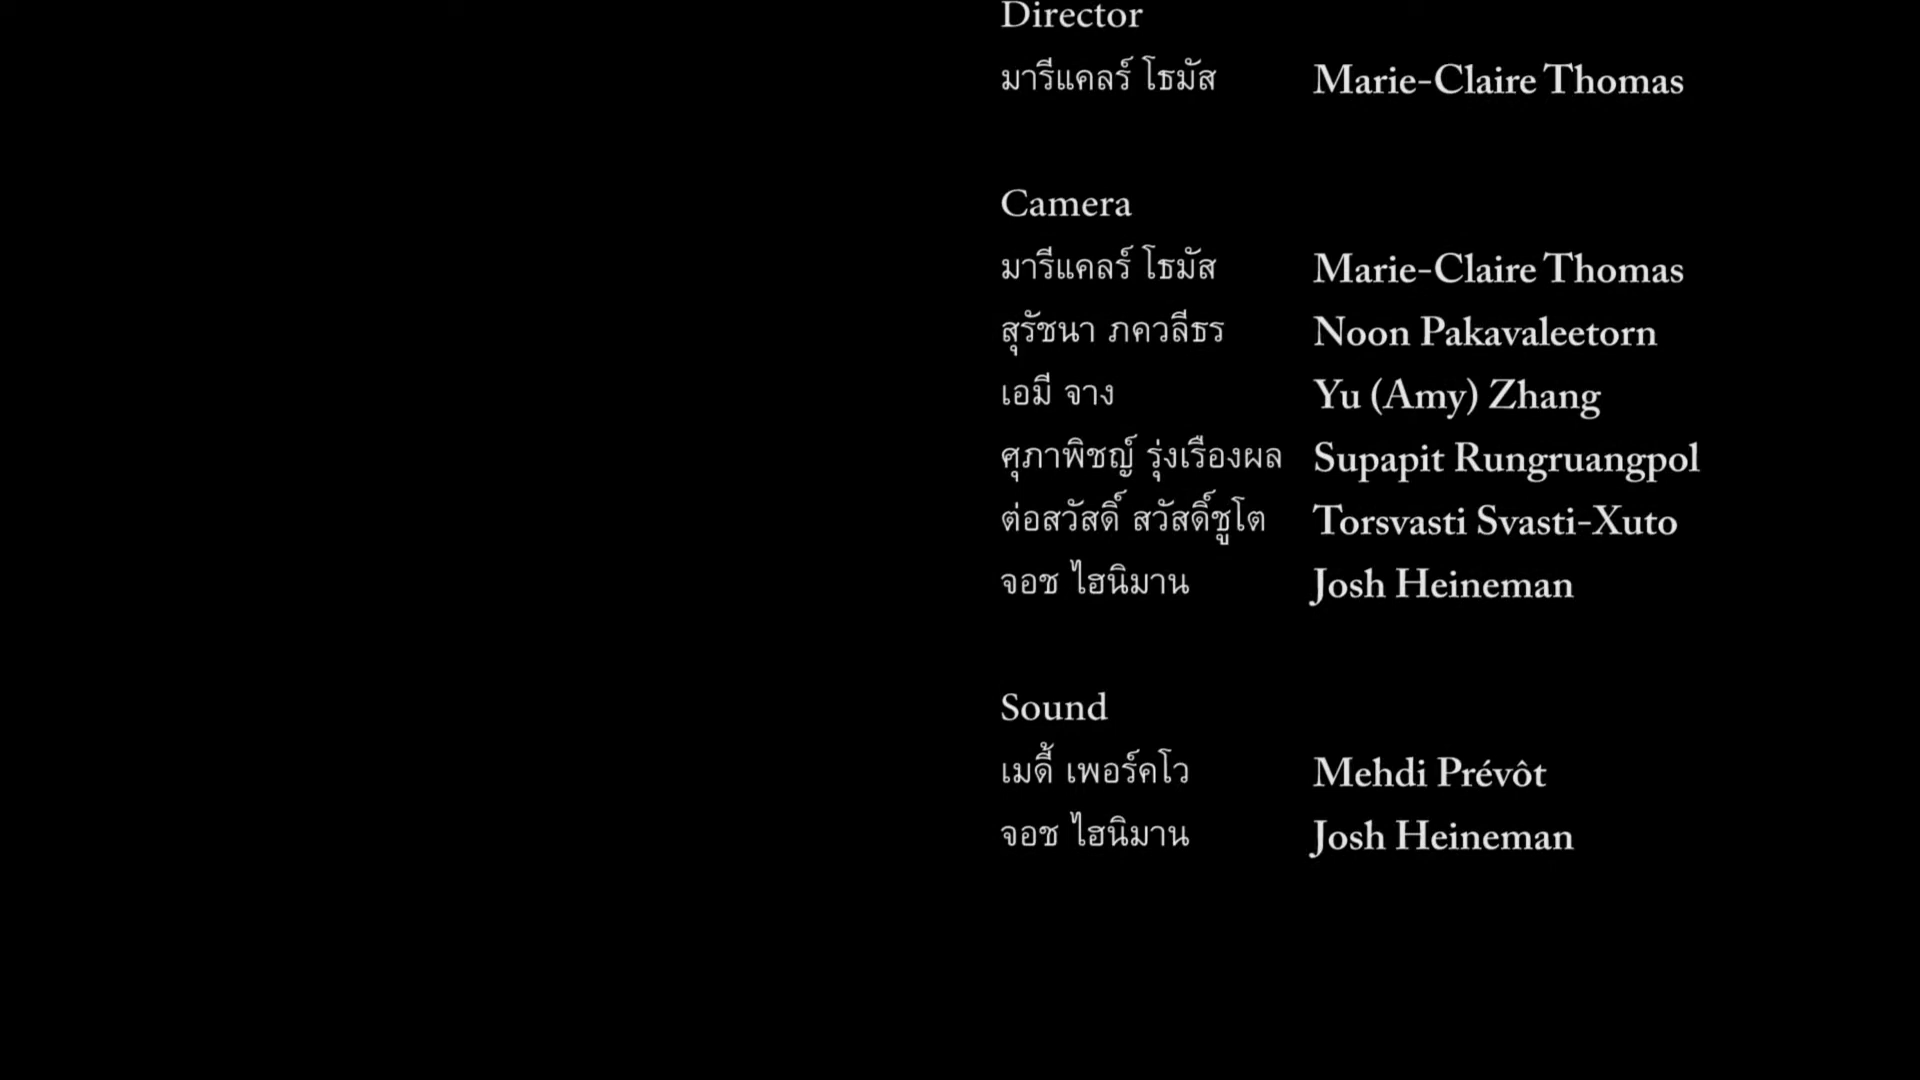 Director
มารีแคลร์ โธมัส Marie-Claire Thomas
Camera
มารีแคลร์ โธมัส Marie-Claire Thomas
สุรัชนา ภควลีธร Noon Pakavaleetorn
เอมี จาง Yu (Amy) Zhang
ศุภาพิชญ์ รุ่งเรืองผล Supapit Rungruangpol
ต่อสวัสดิ์ สวัสดิ์ชูโต Torsvasti Svasti-Xuto
จอช ไฮนิมาน Josh Heineman
Sound
เมดี้ เพอร์คโว Mehdi Prévôt
จอช ไฮนิมาน Josh Heineman